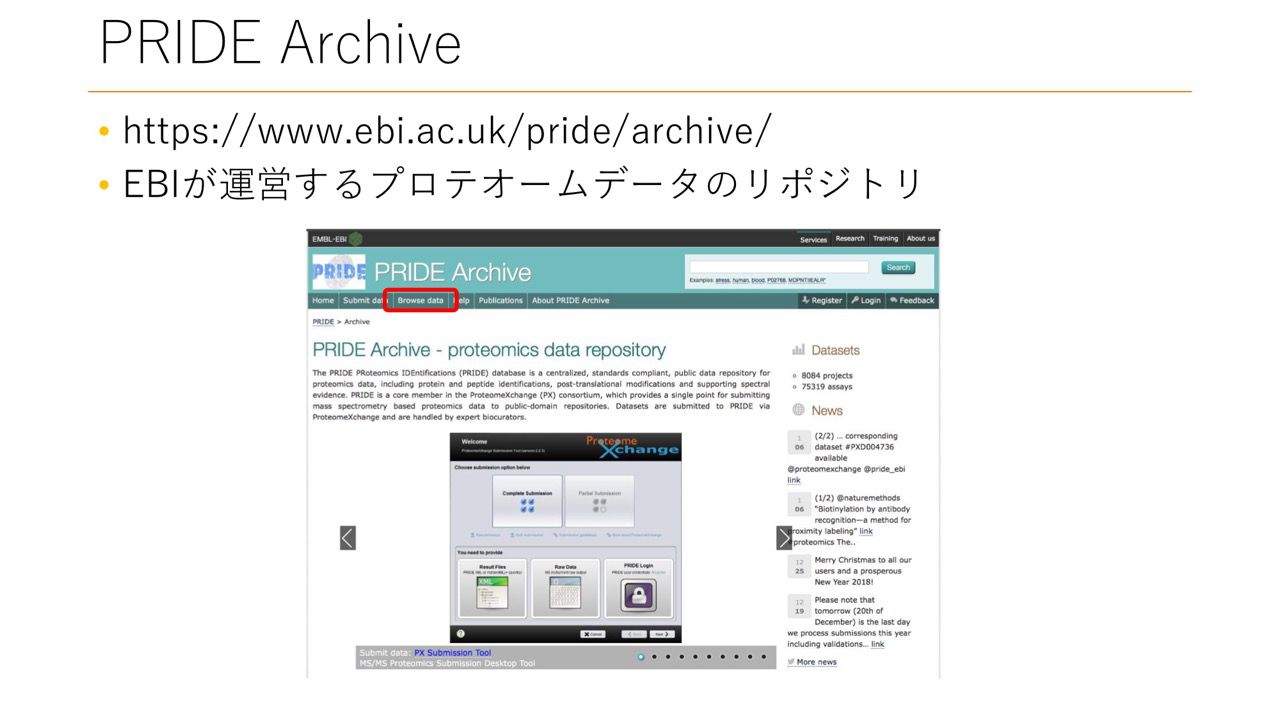 PRIDE Archive
• https://www.ebi.ac.uk/pride/archive/
• EBIが運営するプロテオームデータのリポジトリ
EMBL-EBI
Services Research Training About us
PRIDE PRIDE Archive
Search
Examples: stress, human, blood, P02768, MDPNTIIEALR*
Home Submit data Browse data Help Publications About PRIDE Archive
Register Login Feedback
PRIDE > Archive
PRIDE Archive - proteomics data repository
The PRIDE PRoteomics IDEntifications (PRIDE) database is a centralized, standards compliant, public data repository for
proteomics data, including protein and peptide identifications, post-translational modifications and supporting spectral
evidence. PRIDE is a core member in the ProteomeXchange (PX) consortium, which provides a single point for submitting
mass spectrometry based proteomics data to public-domain repositories. Datasets are submitted to PRIDE via
ProteomeXchange and are handled by expert biocurators.
Welcome
Proteome
Xchange
Choose submission option below
Complete Submission
Partial Submission
You need to provide
Result Files
XML
Raw Data
PRIDE Login
Cancel
Next
Submit data: PX Submission Tool
MS/MS Proteomics Submission Desktop Tool
Datasets
8084 projects
75319 assays
News
1
06
(2/2) ... corresponding
dataset #PXD004736
available
@proteomexchange @pride_ebi
link
1
06
(1/2) @naturemethods
"Biotinylation by antibody
recognition—a method for
proximity labeling" link
#proteomics The..
12
25
Merry Christmas to all our
users and a prosperous
New Year 2018!
12
19
Please note that
tomorrow (20th of
December) is the last day
we process submissions this year
including validations... link
More news